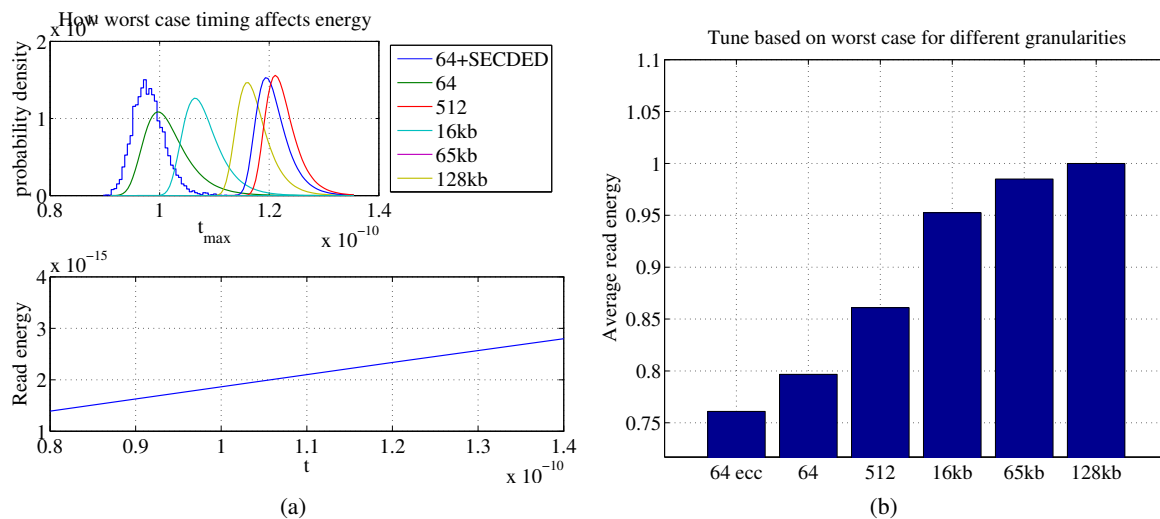 How worst case timing affects energy
x 10
2
1
0
probability density
0.8
1
1.2
1.4
t_max
x 10^-10
64+SECDED
64
512
16kb
65kb
128kb
x 10^-15
4
3
2
1
Read energy
0.8
0.9
1
1.1
1.2
1.3
1.4
t
x 10^-10
(a)
Tune based on worst case for different granularities
1.1
1.05
1
0.95
0.9
0.85
0.8
0.75
Average read energy
64 ecc
64
512
16kb
65kb
128kb
(b)